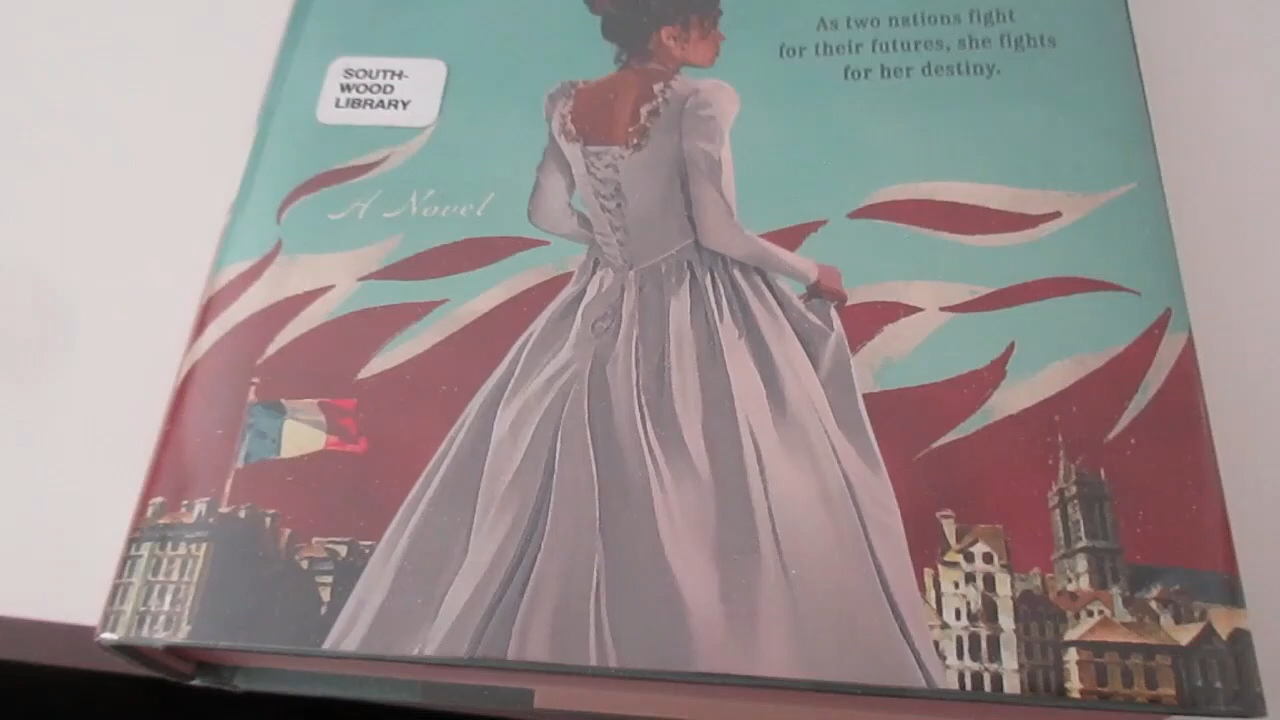 As two nations fight
for their futures, she fights
for her destiny.
SOUTH-
WOOD
LIBRARY
A Novel